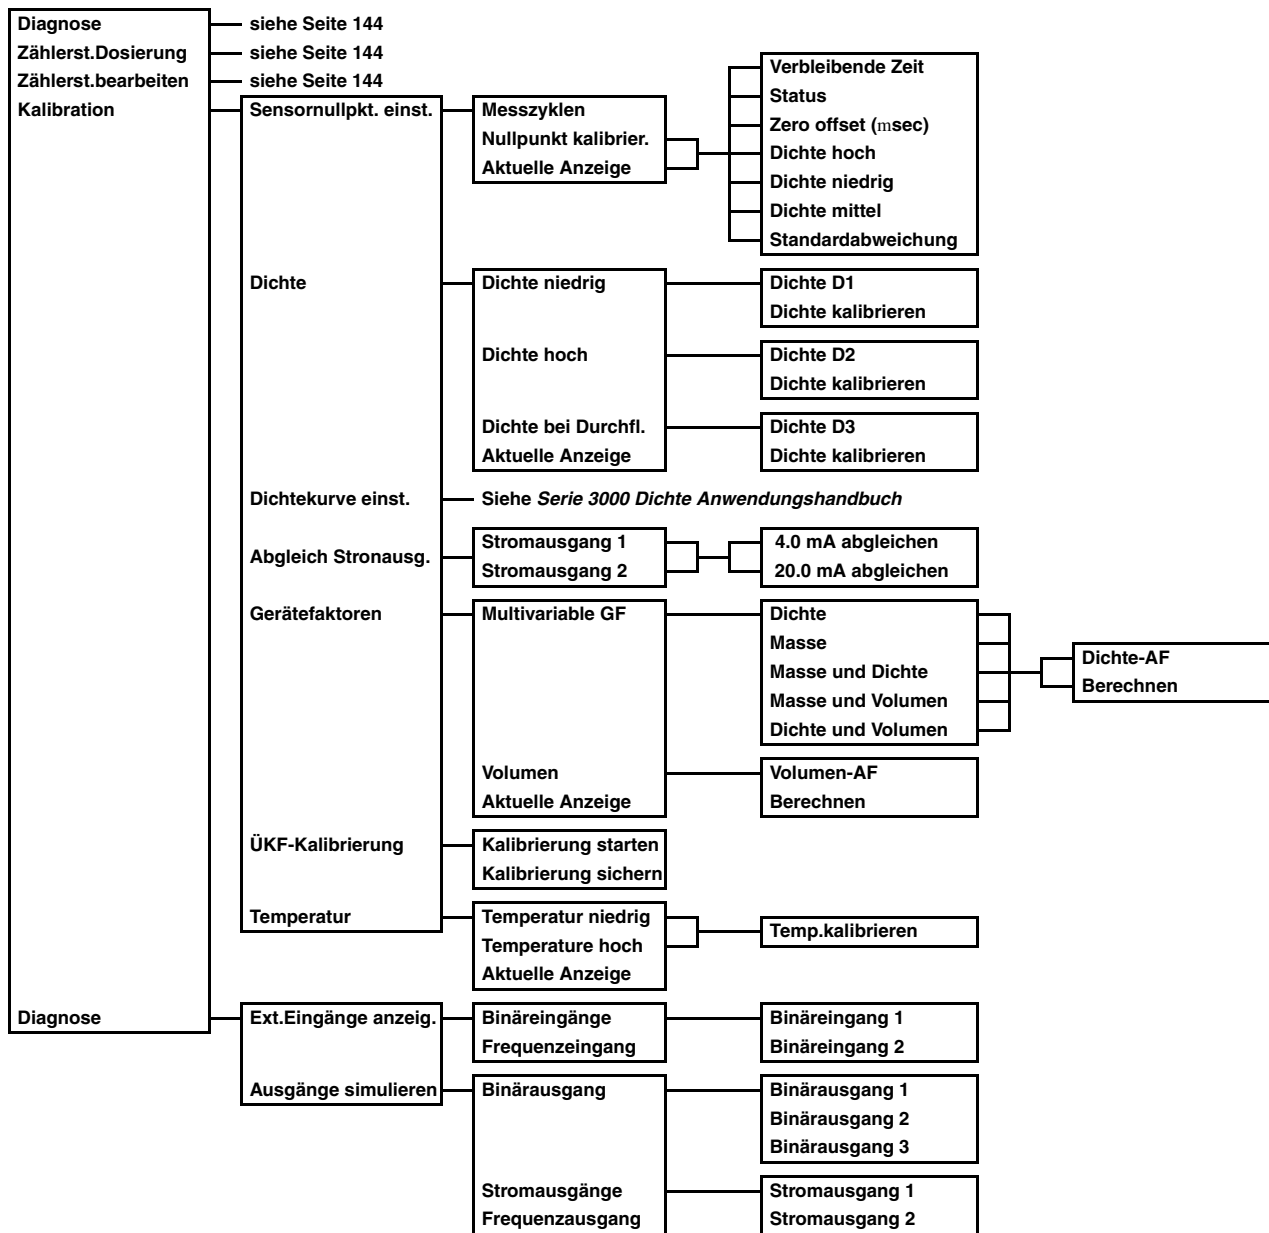 Diagnose siehe Seite 144
Zählerst.Dosierung siehe Seite 144
Zählerst.bearbeiten siehe Seite 144
Kalibration
Sensornullpkt. einst.
Messzyklen
Nullpunkt kalibrier.
Aktuelle Anzeige
Verbleibende Zeit
Status
Zero offset (msec)
Dichte hoch
Dichte niedrig
Dichte mittel
Standardabweichung
Dichte
Dichte niedrig
Dichte D1
Dichte kalibrieren
Dichte hoch
Dichte D2
Dichte kalibrieren
Dichte bei Durchfl.
Aktuelle Anzeige
Dichte D3
Dichte kalibrieren
Dichtekurve einst.
Siehe Serie 3000 Dichte Anwendungshandbuch
Abgleich Stronausg.
Stromausgang 1
Stromausgang 2
4.0 mA abgleichen
20.0 mA abgleichen
Gerätefaktoren
Multivariable GF
Dichte
Masse
Masse und Dichte
Masse und Volumen
Dichte und Volumen
Dichte-AF
Berechnen
Volumen
Aktuelle Anzeige
Volumen-AF
Berechnen
ÜKF-Kalibrierung
Kalibrierung starten
Kalibrierung sichern
Temperatur
Temperatur niedrig
Temperature hoch
Aktuelle Anzeige
Temp.kalibrieren
Diagnose
Ext.Eingänge anzeig.
Binäreingänge
Frequenzeingang
Binäreingang 1
Binäreingang 2
Ausgänge simulieren
Binärausgang
Binärausgang 1
Binärausgang 2
Binärausgang 3
Stromausgänge
Frequenzausgang
Stromausgang 1
Stromausgang 2